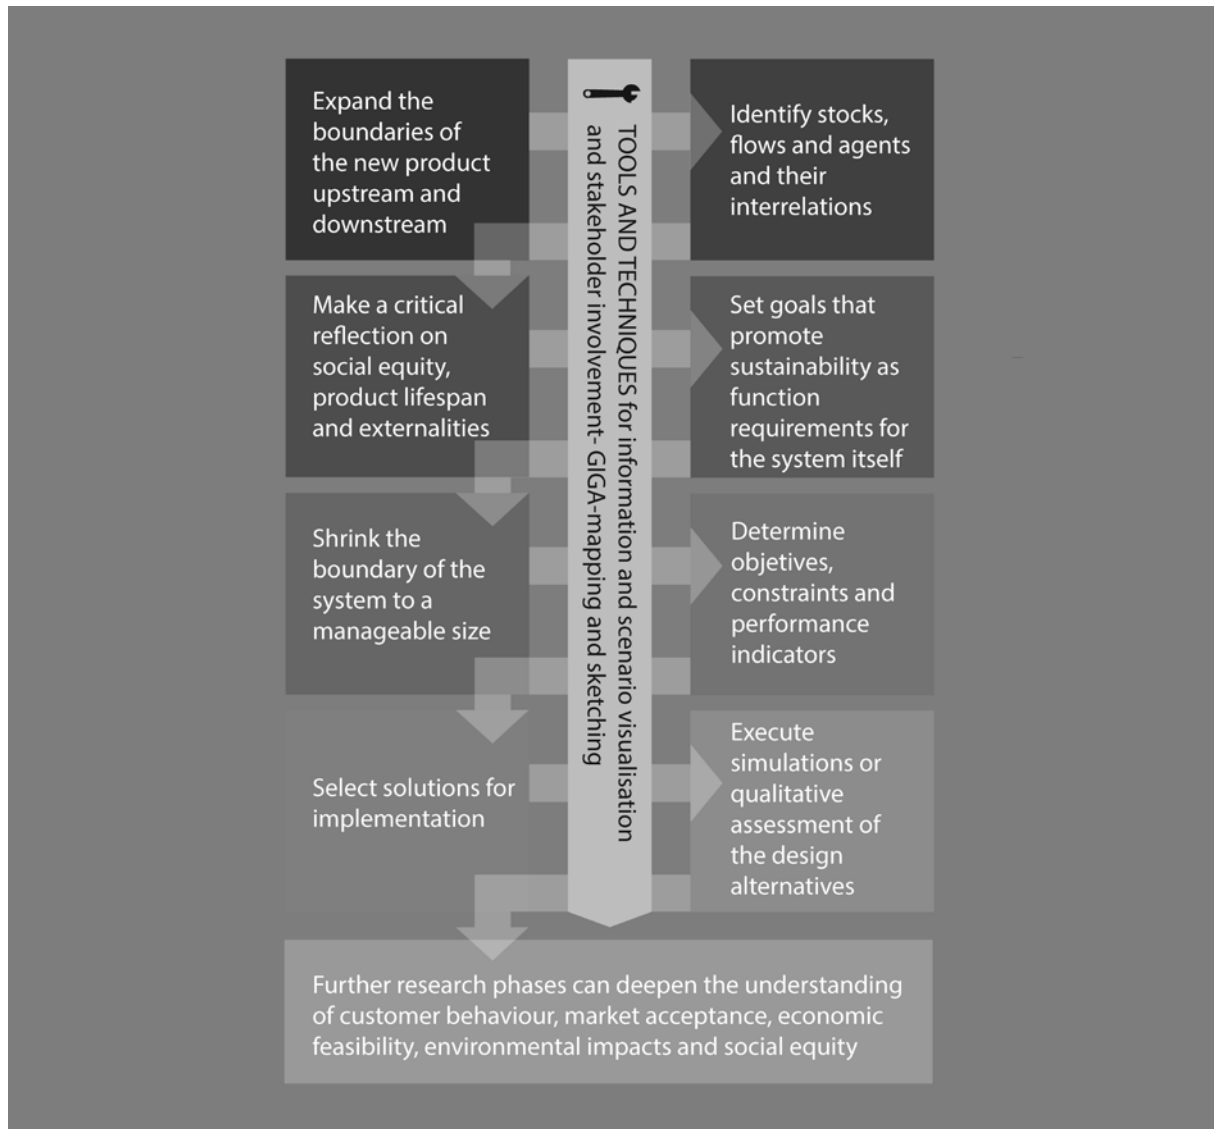 Expand the
boundaries of
the new product
upstream and
downstream
Identify stocks,
flows and agents
and their
interrelations
TOOLS AND TECHNIQUES for information and scenario visualisation
and stakeholder involvement- GIGA-mapping and sketching
Make a critical
reflection on
social equity,
product lifespan
and externalities
Set goals that
promote
sustainability as
function
requirements for
the system itself
Shrink the
boundary of the
system to a
manageable size
Determine
objetives,
constraints and
performance
indicators
Select solutions for
implementation
Execute
simulations or
qualitative
assessment of
the design
alternatives
Further research phases can deepen the understanding
of customer behaviour, market acceptance, economic
feasibility, environmental impacts and social equity